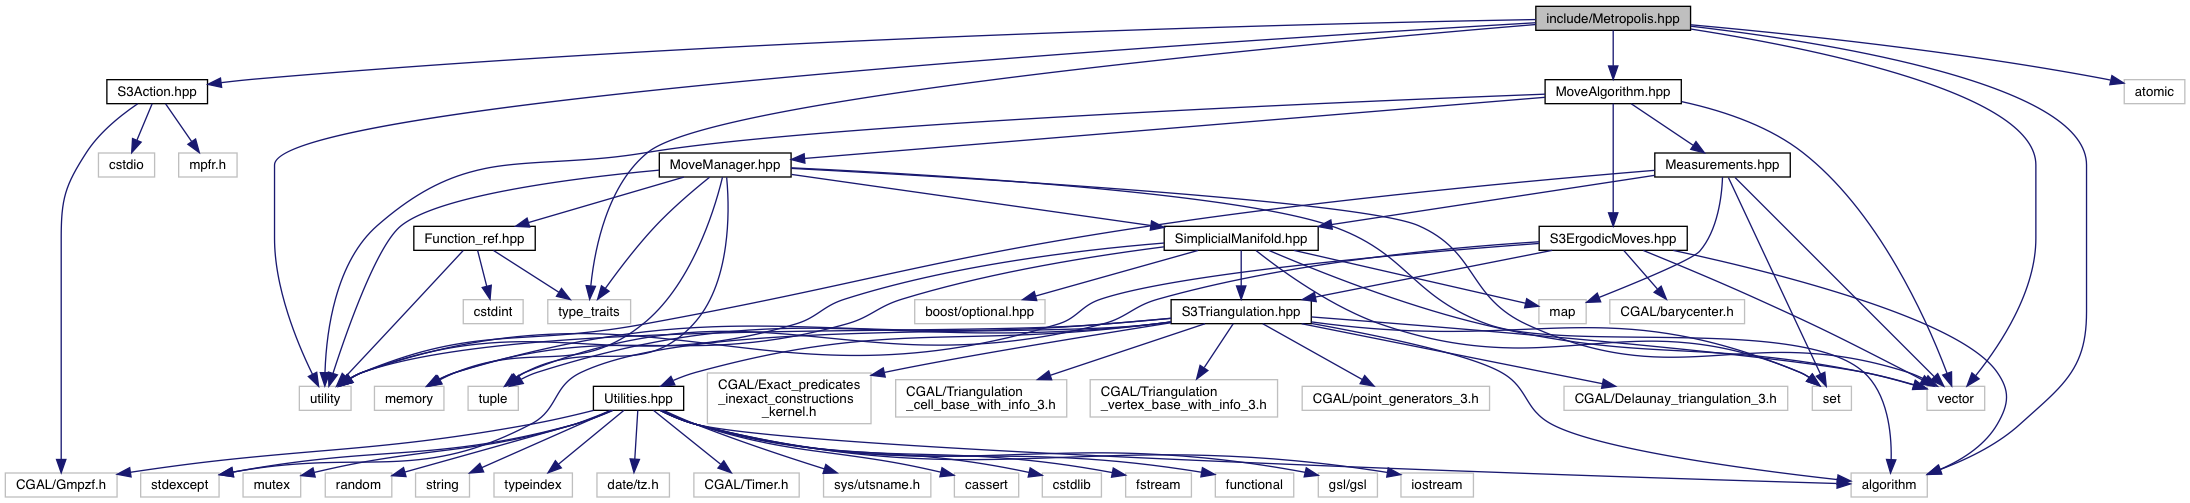 include/Metropolis.hpp
S3Action.hpp
MoveAlgorithm.hpp
atomic
cstdio
mpfr.h
MoveManager.hpp
Measurements.hpp
Function_ref.hpp
SimplicialManifold.hpp
S3ErgodicMoves.hpp
cstdint
type_traits
boost/optional.hpp
S3Triangulation.hpp
map
CGAL/barycenter.h
utility
memory
tuple
Utilities.hpp
CGAL/Exact_predicates
_inexact_constructions
_kernel.h
CGAL/Triangulation
_cell_base_with_info_3.h
CGAL/Triangulation
_vertex_base_with_info_3.h
CGAL/point_generators_3.h
CGAL/Delaunay_triangulation_3.h
set
vector
CGAL/Gmpzf.h
stdexcept
mutex
random
string
typeindex
date/tz.h
CGAL/Timer.h
sys/utsname.h
cassert
cstdlib
fstream
functional
gsl/gsl
iostream
algorithm